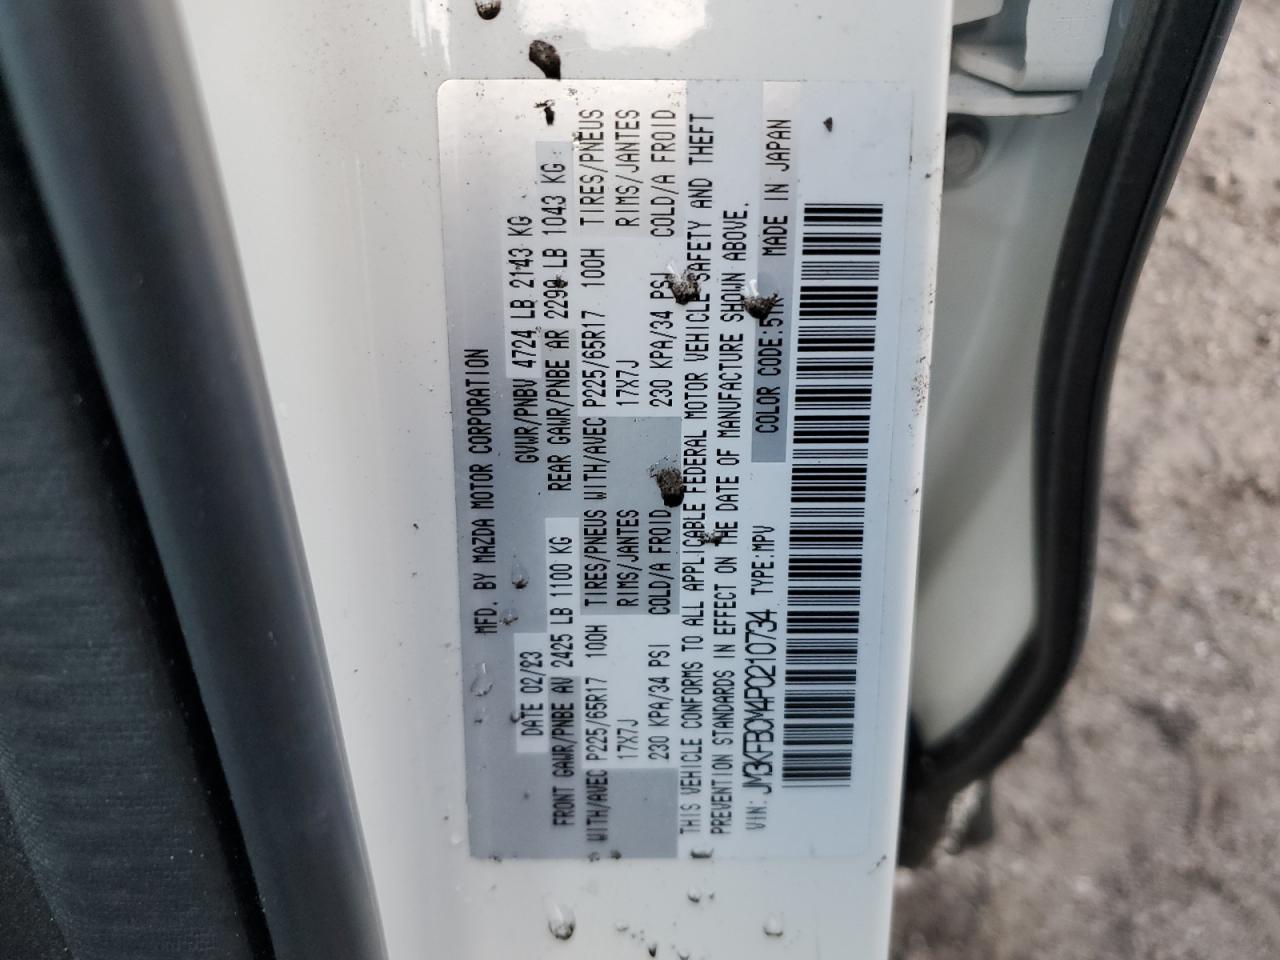 MFD. BY MAZDA MOTOR CORPORATION
DATE 02/23 GVWR/PNBV 4724 LB 2143 KG
FRONT GAWR/PNBE AV 2425 LB 1100 KG REAR GAWR/PNBE AR 2299 LB 1043 KG
WITH/AVEC P225/65R17 100H TIRES/PNEUS WITH/AVEC P225/65R17 100H TIRES/PNEUS
17X7J RIMS/JANTES 17X7J RIMS/JANTES
230 KPA/34 PSI COLD/A FROID 230 KPA/34 PSI COLD/A FROID
THIS VEHICLE CONFORMS TO ALL APPLICABLE FEDERAL MOTOR VEHICLE SAFETY AND THEFT
PREVENTION STANDARDS IN EFFECT ON THE DATE OF MANUFACTURE SHOWN ABOVE.
VIN: JM3KFBCM4P0210734 TYPE:MPV COLOR CODE: MADE IN JAPAN